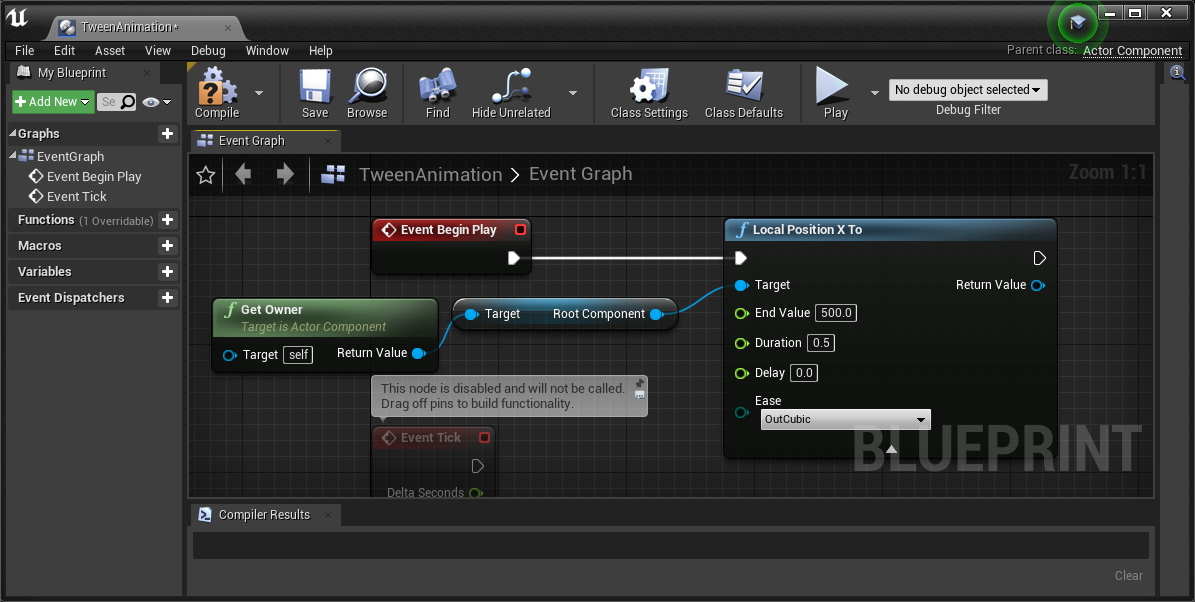 TweenAnimation*
File Edit Asset View Debug Window Help
Parent class: Actor Component
My Blueprint
Add New
Se
Compile
Save
Browse
Find
Hide Unrelated
Class Settings
Class Defaults
Play
No debug object selected
Debug Filter
Graphs
EventGraph
Event Begin Play
Event Tick
Functions (1 Overridable)
Macros
Variables
Event Dispatchers
Event Graph
TweenAnimation > Event Graph
Zoom 1:1
Event Begin Play
Local Position X To
Target
Return Value
End Value 500.0
Duration 0.5
Delay 0.0
Ease
OutCubic
Get Owner
Target is Actor Component
Target self
Return Value
Target Root Component
This node is disabled and will not be called.
Drag off pins to build functionality.
Event Tick
Delta Seconds
BLUEPRINT
Compiler Results
Clear